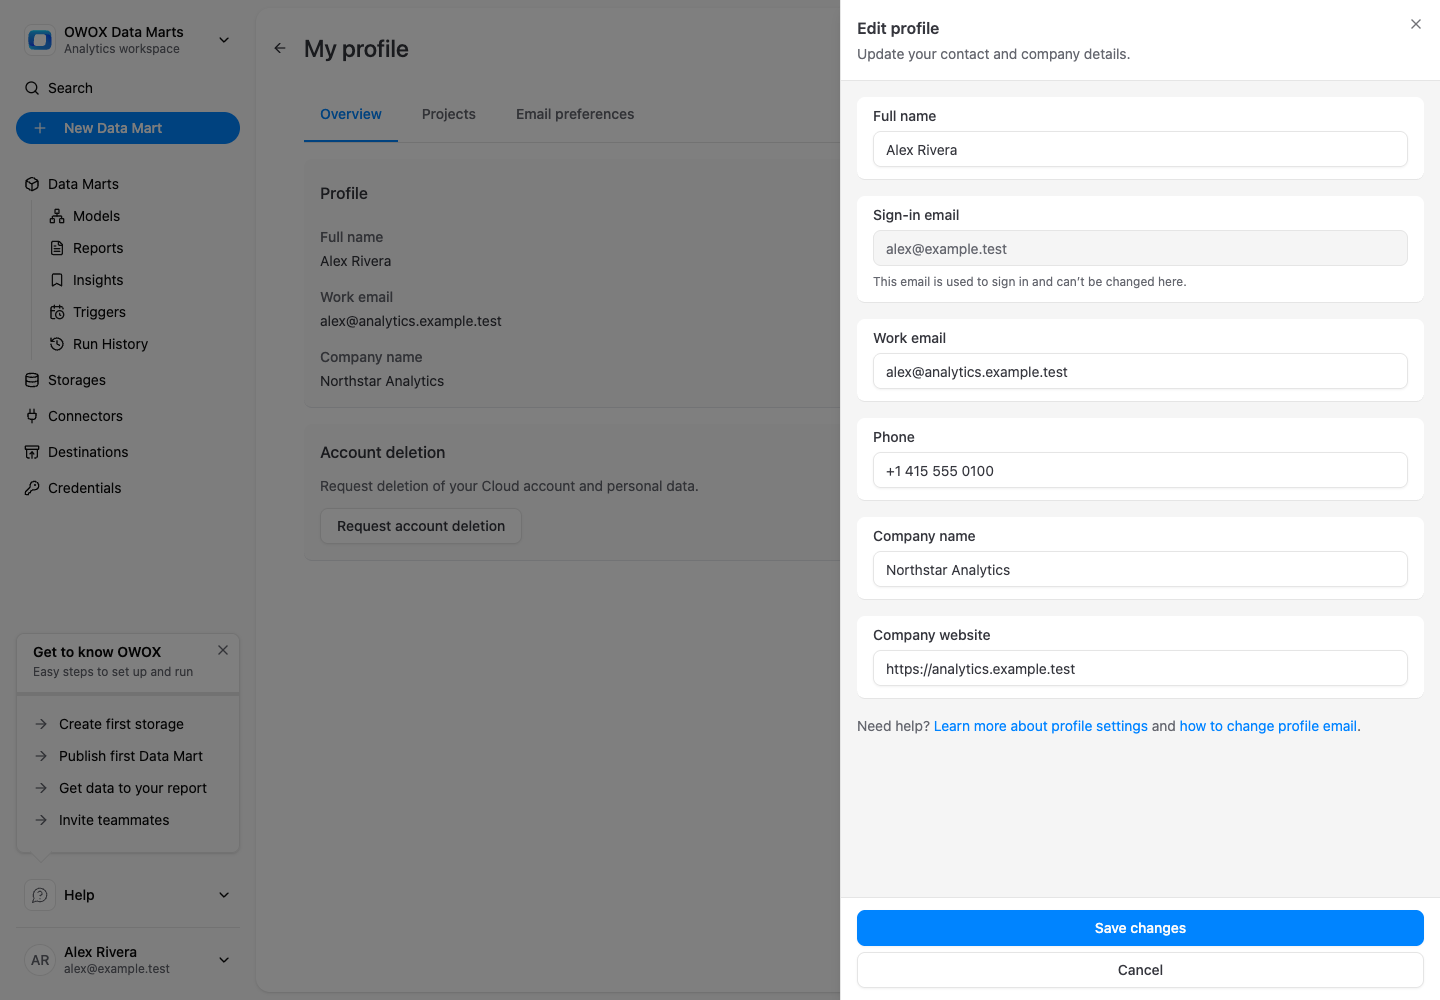 OWOX Data Marts
Analytics workspace
Search
New Data Mart
Data Marts
Models
Reports
Insights
Triggers
Run History
Storages
Connectors
Destinations
Credentials
Get to know OWOX
Easy steps to set up and run
Create first storage
Publish first Data Mart
Get data to your report
Invite teammates
Help
AR
Alex Rivera
alex@example.test
My profile
Overview
Projects
Email preferences
Profile
Full name
Alex Rivera
Work email
alex@analytics.example.test
Company name
Northstar Analytics
Account deletion
Request deletion of your Cloud account and personal data.
Request account deletion
Edit profile
Update your contact and company details.
Full name
Alex Rivera
Sign-in email
alex@example.test
This email is used to sign in and can't be changed here.
Work email
alex@analytics.example.test
Phone
+1 415 555 0100
Company name
Northstar Analytics
Company website
https://analytics.example.test
Need help? Learn more about profile settings and how to change profile email.
Save changes
Cancel